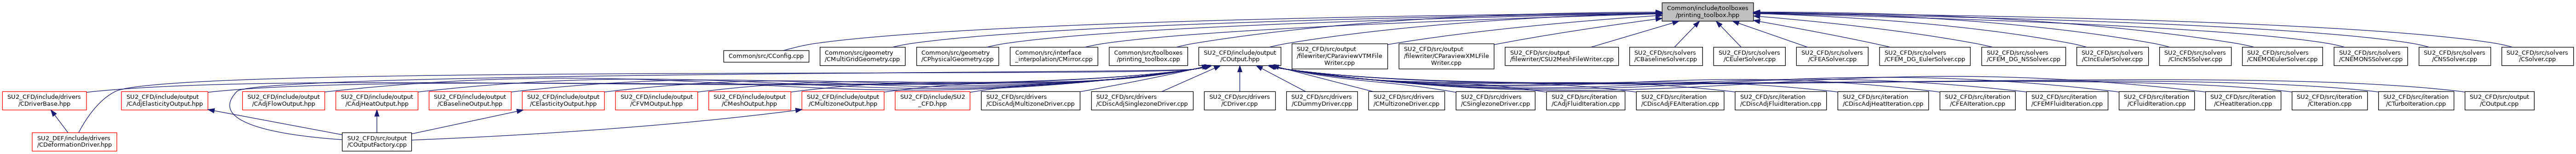 Common/include/toolboxes
/printing_toolbox.hpp
Common/src/CConfig.cpp
Common/src/geometry
/CMultiGridGeometry.cpp
Common/src/geometry
/CPhysicalGeometry.cpp
Common/src/interface
_interpolation/CMirror.cpp
Common/src/toolboxes
/printing_toolbox.cpp
SU2_CFD/include/output
/COutput.hpp
SU2_CFD/src/output
/filewriter/CParaviewVTMFile
Writer.cpp
SU2_CFD/src/output
/filewriter/CParaviewXMLFile
Writer.cpp
SU2_CFD/src/output
/filewriter/CSU2MeshFileWriter.cpp
SU2_CFD/src/solvers
/CBaselineSolver.cpp
SU2_CFD/src/solvers
/CEulerSolver.cpp
SU2_CFD/src/solvers
/CFEASolver.cpp
SU2_CFD/src/solvers
/CFEM_DG_EulerSolver.cpp
SU2_CFD/src/solvers
/CFEM_DG_NSSolver.cpp
SU2_CFD/src/solvers
/CIncEulerSolver.cpp
SU2_CFD/src/solvers
/CIncNSSolver.cpp
SU2_CFD/src/solvers
/CNEMOEulerSolver.cpp
SU2_CFD/src/solvers
/CNEMONSSolver.cpp
SU2_CFD/src/solvers
/CNSSolver.cpp
SU2_CFD/src/solvers
/CSolver.cpp
SU2_CFD/include/drivers
/CDriverBase.hpp
SU2_CFD/include/output
/CAdjElasticityOutput.hpp
SU2_CFD/include/output
/CAdjFlowOutput.hpp
SU2_CFD/include/output
/CAdjHeatOutput.hpp
SU2_CFD/include/output
/CBaselineOutput.hpp
SU2_CFD/include/output
/CElasticityOutput.hpp
SU2_CFD/include/output
/CFVMOutput.hpp
SU2_CFD/include/output
/CMeshOutput.hpp
SU2_CFD/include/output
/CMultizoneOutput.hpp
SU2_CFD/include/SU2
_CFD.hpp
SU2_CFD/src/drivers
/CDiscAdjMultizoneDriver.cpp
SU2_CFD/src/drivers
/CDiscAdjSinglezoneDriver.cpp
SU2_CFD/src/drivers
/CDriver.cpp
SU2_CFD/src/drivers
/CDummyDriver.cpp
SU2_CFD/src/drivers
/CMultizoneDriver.cpp
SU2_CFD/src/drivers
/CSinglezoneDriver.cpp
SU2_CFD/src/iteration
/CAdjFluidIteration.cpp
SU2_CFD/src/iteration
/CDiscAdjFEAIteration.cpp
SU2_CFD/src/iteration
/CDiscAdjFluidIteration.cpp
SU2_CFD/src/iteration
/CDiscAdjHeatIteration.cpp
SU2_CFD/src/iteration
/CFEAIteration.cpp
SU2_CFD/src/iteration
/CFEMFluidIteration.cpp
SU2_CFD/src/iteration
/CFluidIteration.cpp
SU2_CFD/src/iteration
/CHeatIteration.cpp
SU2_CFD/src/iteration
/CIteration.cpp
SU2_CFD/src/iteration
/CTurboIteration.cpp
SU2_CFD/src/output
/COutput.cpp
SU2_DEF/include/drivers
/CDeformationDriver.hpp
SU2_CFD/src/output
/COutputFactory.cpp